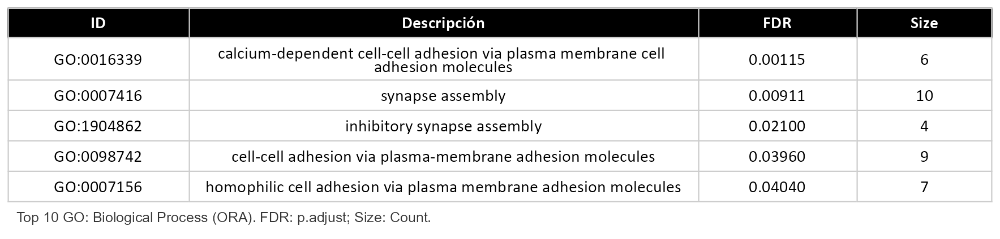 ID Descripción FDR Size
GO:0016339 calcium-dependent cell-cell adhesion via plasma membrane cell 0.00115 6
adhesion molecules
GO:0007416 synapse assembly 0.00911 10
GO:1904862 inhibitory synapse assembly 0.02100 4
GO:0098742 cell-cell adhesion via plasma-membrane adhesion molecules 0.03960 9
GO:0007156 homophilic cell adhesion via plasma membrane adhesion molecules 0.04040 7
Top 10 GO: Biological Process (ORA). FDR: p.adjust; Size: Count.